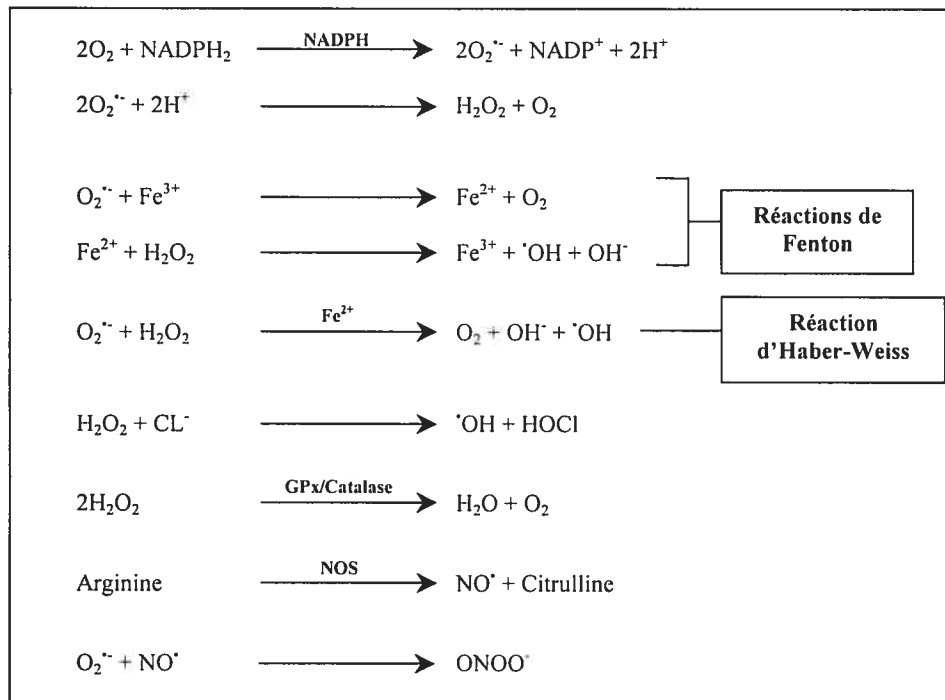 2O₂ + NADPH₂ NADPH 2O₂•⁻ + NADP⁺ + 2H⁺
2O₂•⁻ + 2H⁺ H₂O₂ + O₂
O₂•⁻ + Fe³⁺ Fe²⁺ + O₂
Fe²⁺ + H₂O₂ Fe³⁺ + •OH + OH⁻
Réactions de
Fenton
O₂•⁻ + H₂O₂ Fe²⁺ O₂ + OH⁻ + •OH
Réaction
d'Haber-Weiss
H₂O₂ + CL⁻ •OH + HOCl
2H₂O₂ GPx/Catalase H₂O + O₂
Arginine NOS NO• + Citrulline
O₂•⁻ + NO• ONOO⁻